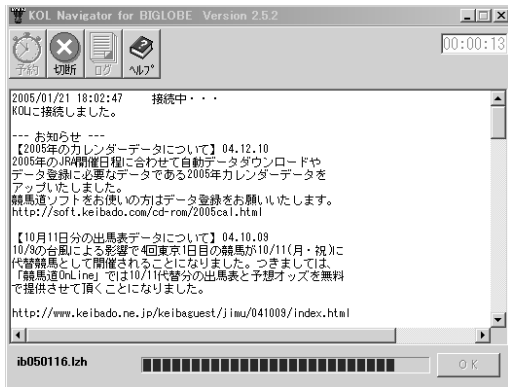 KOL Navigator for BIGLOBE Version 2.5.2
予約
切断
ログ
ヘルプ
00:00:13
2005/01/21 18:02:47 接続中・・・
KOLに接続しました。
--- お知らせ ---
【2005年のカレンダーデータについて】04.12.10
2005年のJRA開催日程に合わせて自動データダウンロードや
データ登録に必要なデータである2005年カレンダーデータを
アップいたしました。
競馬道ソフトをお使いの方はデータ登録をお願いいたします。
http://soft.keibado.com/cd-rom/2005cal.html
【10月11日分の出馬表データについて】04.10.09
10/9の台風による影響で4回東京1日目の競馬が10/11(月・祝)に
代替競馬として開催されることになりました。つきましては、
「競馬道OnLine」では10/11代替分の出馬表と予想オッズを無料
で提供させて頂くことになりました。
http://www.keibado.ne.jp/keibaguest/jimu/041009/index.html
ib050116.lzh
OK